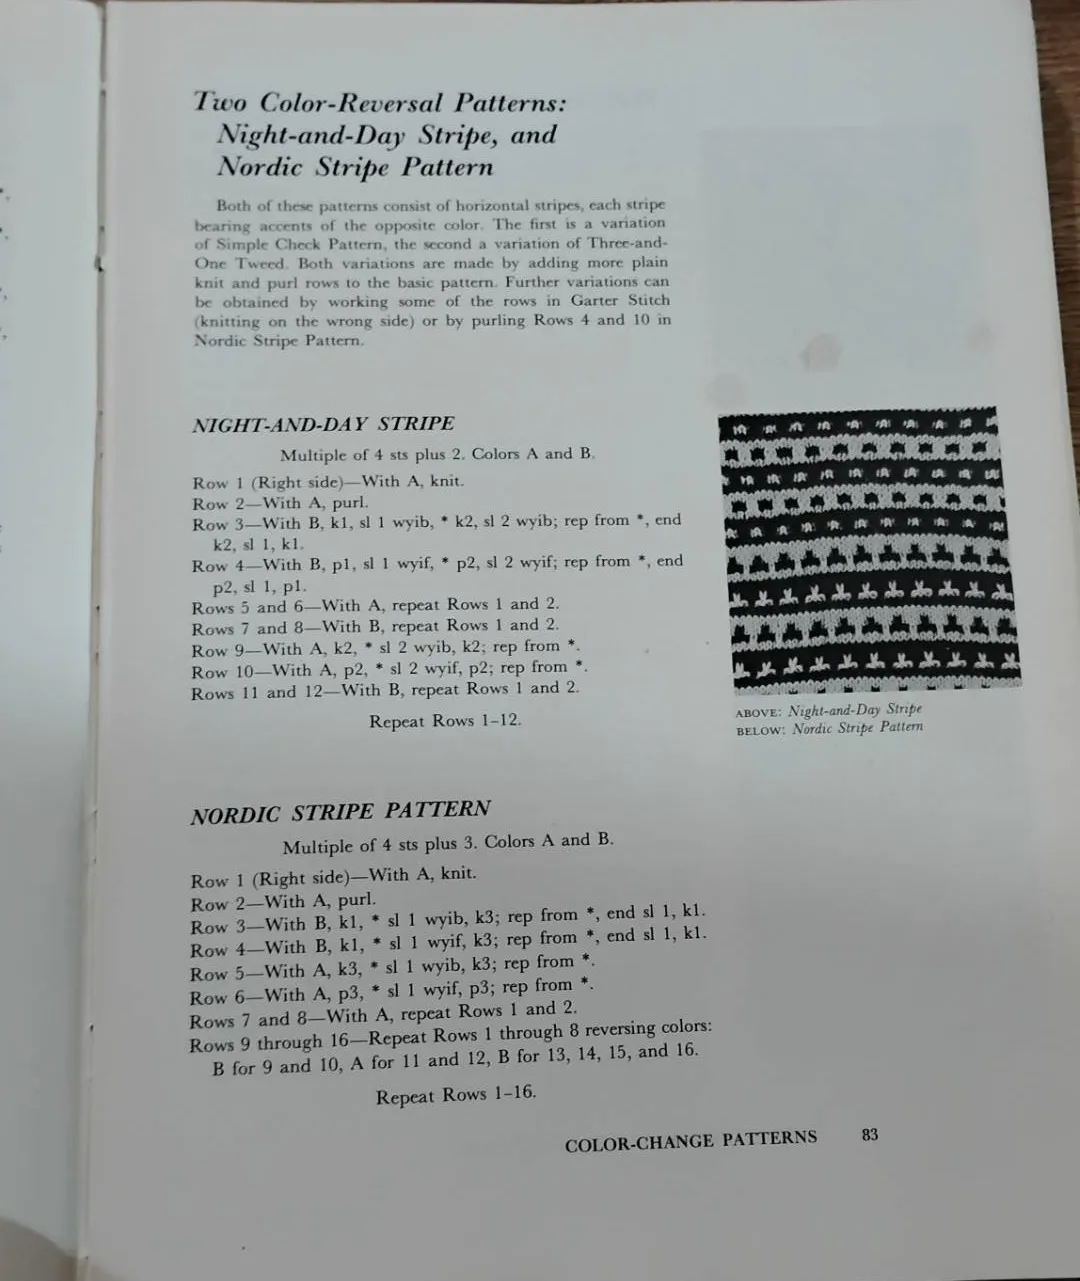 Two Color-Reversal Patterns:
Night-and-Day Stripe, and
Nordic Stripe Pattern
Both of these patterns consist of horizontal stripes, each stripe
bearing accents of the opposite color. The first is a variation
of Simple Check Pattern, the second a variation of Three-and-
One Tweed. Both variations are made by adding more plain
knit and purl rows to the basic pattern. Further variations can
be obtained by working some of the rows in Garter Stitch
(knitting on the wrong side) or by purling Rows 4 and 10 in
Nordic Stripe Pattern.
NIGHT-AND-DAY STRIPE
Multiple of 4 sts plus 2. Colors A and B.
Row 1 (Right side)—With A, knit.
Row 2—With A, purl.
Row 3—With B, k1, sl 1 wyib, * k2, sl 2 wyib; rep from *, end
k2, sl 1, k1.
Row 4—With B, p1, sl 1 wyif, * p2, sl 2 wyif; rep from *, end
p2, sl 1, p1.
Rows 5 and 6—With A, repeat Rows 1 and 2.
Rows 7 and 8—With B, repeat Rows 1 and 2.
Row 9—With A, k2, * sl 2 wyib, k2; rep from *.
Row 10—With A, p2, * sl 2 wyif, p2; rep from *.
Rows 11 and 12—With B, repeat Rows 1 and 2.
Repeat Rows 1–12.
ABOVE: Night-and-Day Stripe
BELOW: Nordic Stripe Pattern
NORDIC STRIPE PATTERN
Multiple of 4 sts plus 3. Colors A and B.
Row 1 (Right side)—With A, knit.
Row 2—With A, purl.
Row 3—With B, k1, * sl 1 wyib, k3; rep from *, end sl 1, k1.
Row 4—With B, k1, * sl 1 wyif, k3; rep from *, end sl 1, k1.
Row 5—With A, k3, * sl 1 wyib, k3; rep from *.
Row 6—With A, p3, * sl 1 wyif, p3; rep from *.
Rows 7 and 8—With A, repeat Rows 1 and 2.
Rows 9 through 16—Repeat Rows 1 through 8 reversing colors:
B for 9 and 10, A for 11 and 12, B for 13, 14, 15, and 16.
Repeat Rows 1–16.
COLOR-CHANGE PATTERNS 83